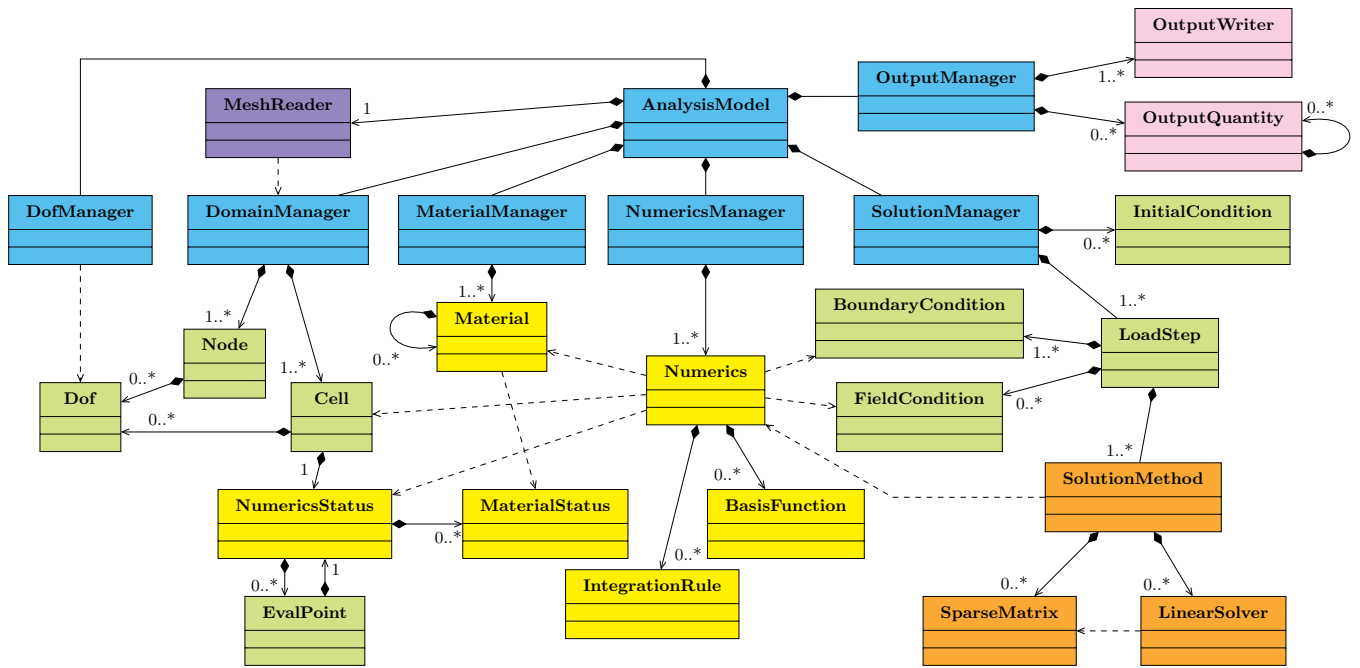 OutputWriter
OutputManager
1..*
MeshReader
1
AnalysisModel
OutputQuantity
0..*
0..*
DofManager
DomainManager
MaterialManager
NumericsManager
SolutionManager
InitialCondition
0..*
1..*
1..*
BoundaryCondition
1..*
Material
Node
1..*
LoadStep
0..*
1..*
1..*
Numerics
0..*
Dof
Cell
FieldCondition
0..*
0..*
1..*
1
0..*
SolutionMethod
NumericsStatus
MaterialStatus
BasisFunction
0..*
0..*
1
0..*
IntegrationRule
0..*
0..*
EvalPoint
SparseMatrix
LinearSolver